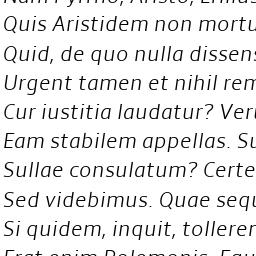 Quis Aristidem non mortu
Quid, de quo nulla dissens
Urgent tamen et nihil rem
Cur iustitia laudatur? Ver
Eam stabilem appellas. Su
Sullae consulatum? Certe
Sed videbimus. Quae sequ
Si quidem, inquit, tollerer